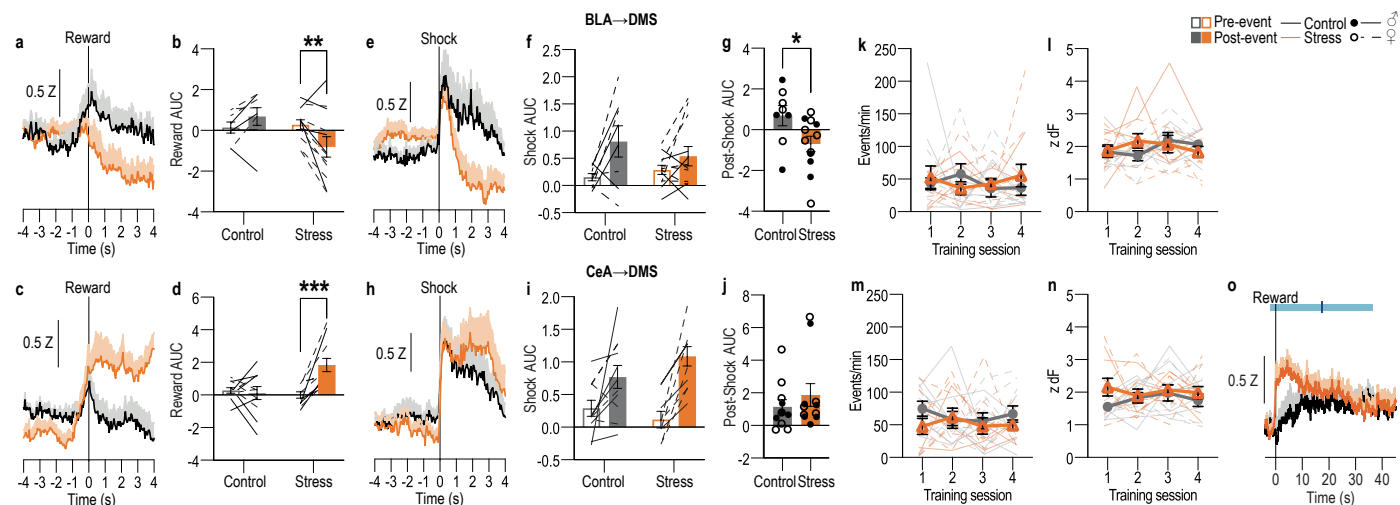 BLA→DMS
Pre-event Control ♂
Post-event Stress ♀
a
Reward
0.5 Z
-4 -3 -2 -1 0 1 2 3 4
Time (s)
b
**
Reward AUC
4
2
0
-2
-4
Control Stress
e
Shock
0.5 Z
-4 -3 -2 -1 0 1 2 3 4
Time (s)
f
Shock AUC
2.5
2.0
1.5
1.0
0.5
0.0
-0.5
Control
Stress
g
*
Post-Shock AUC
4
2
0
-2
-4
Control Stress
k
Events/min
250
200
150
100
50
0
1 2 3 4
Training session
l
z dF
5
4
3
2
1
0
1 2 3 4
Training session
CeA→DMS
c
Reward
0.5 Z
-4 -3 -2 -1 0 1 2 3 4
Time (s)
d
***
Reward AUC
6
4
2
0
-2
-4
Control Stress
h
Shock
0.5 Z
-4 -3 -2 -1 0 1 2 3 4
Time (s)
i
Shock AUC
2.0
1.5
1.0
0.5
0.0
-0.5
Control
Stress
j
Post-Shock AUC
8
6
4
2
0
2
Control Stress
m
Events/min
250
200
150
100
50
0
1 2 3 4
Training session
n
z dF
5
4
3
2
1
0
1 2 3 4
Training session
o
Reward
0.5 Z
0 10 20 30 40
Time (s)